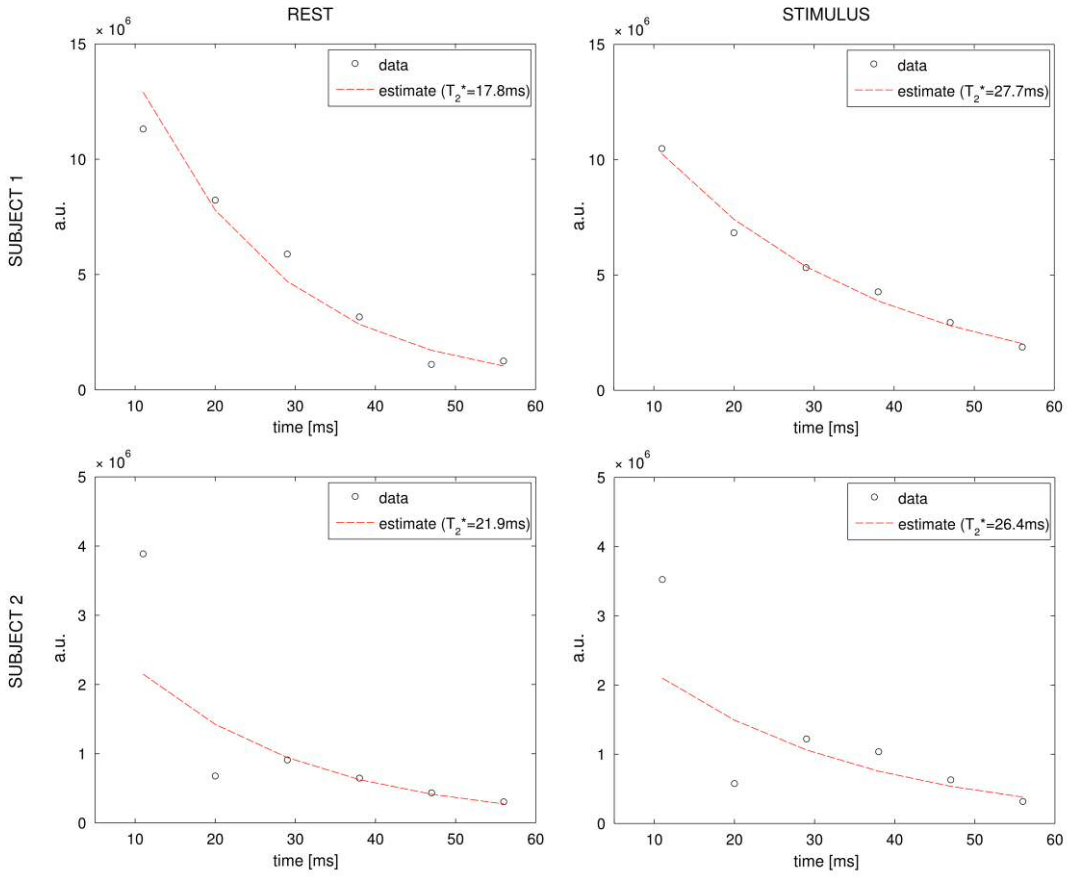 REST
STIMULUS
SUBJECT 1
× 10^6
15
10
5
0
a.u.
data
estimate (T_2*=17.8ms)
10 20 30 40 50 60
time [ms]
× 10^6
15
10
5
0
a.u.
data
estimate (T_2*=27.7ms)
10 20 30 40 50 60
time [ms]
SUBJECT 2
× 10^6
5
4
3
2
1
0
a.u.
data
estimate (T_2*=21.9ms)
10 20 30 40 50 60
time [ms]
× 10^6
5
4
3
2
1
0
a.u.
data
estimate (T_2*=26.4ms)
10 20 30 40 50 60
time [ms]